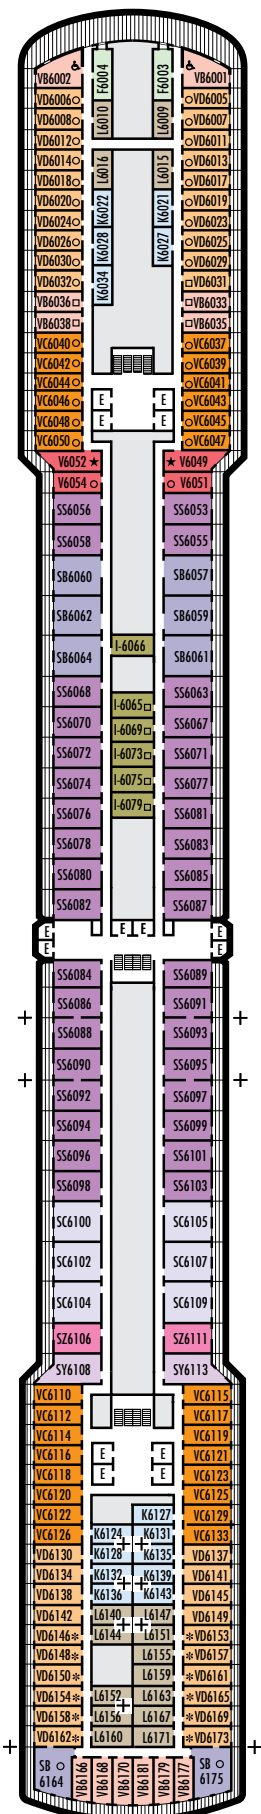 VB6002 F6004 F6003 VB6001
VD6006 VD6005
VD6008 L6010 L6009 VD6007
VD6012 VD6011
VD6014 L6016 L6015 VD6013
VD6018 VD6017
VD6020 K6022 K6021 VD6019
VD6024 VD6023
VD6026 K6028 K6027 VD6025
VD6030 VD6029
VD6032 K6034 VD6031
VB6036 VB6033
VB6038 VB6035
VC6040 VC6037
VC6042 VC6039
VC6044 VC6041
VC6046 E E VC6043
VC6048 E E VC6045
VC6050 VC6047
V6052 ★ ★ V6049
V6054 V6051
SS6056 SS6053
SS6058 SS6055
SB6060 SB6057
SB6062 SB6059
SB6064 I-6066 SB6061
SS6068 SS6063
SS6070 I-6065 SS6067
SS6072 I-6069 SS6071
I-6073
SS6074 I-6075 SS6077
SS6076 I-6079 SS6081
SS6078 SS6083
SS6080 SS6085
SS6082 SS6087
E E E E
E E
SS6084 SS6089
SS6086 SS6091
SS6088 SS6093
SS6090 SS6095
SS6092 SS6097
SS6094 SS6099
SS6096 SS6101
SS6098 SS6103
SC6100 SC6105
SC6102 SC6107
SC6104 SC6109
SZ6106 SZ6111
SY6108 SY6113
VC6110 VC6115
VC6112 VC6117
VC6114 VC6119
VC6116 E E VC6121
VC6118 E E VC6123
VC6120 VC6125
VC6122 K6127 VC6129
VC6126 K6124 K6131 VC6133
VD6130 K6128 K6135 VD6137
VD6134 K6132 K6139 VD6141
VD6138 K6136 K6143 VD6145
VD6142 L6140 L6147 VD6149
VD6146* L6144 L6151 *VD6153
VD6148* L6155 *VD6157
VD6150* L6159 *VD6161
VD6154* L6152 L6163 *VD6165
VD6158* L6156 L6167 *VD6169
VD6162* L6160 L6171 *VD6173
SB 6164 VB6166 VB6168 VB6170 VB6181 VB6179 VB6177 SB 6175